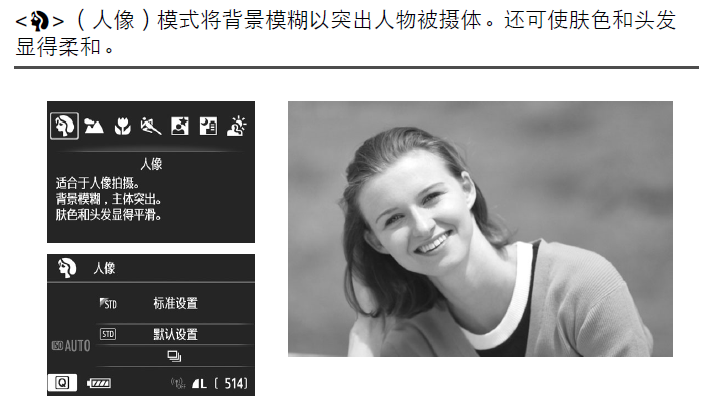 < > （人像）模式将背景模糊以突出人物被摄体。还可使肤色和头发
显得柔和。
人像
适合于人像拍摄。
背景模糊，主体突出。
肤色和头发显得平滑。
人像
STD 标准设置
STD 默认设置
ISO AUTO
Q L [ 514]